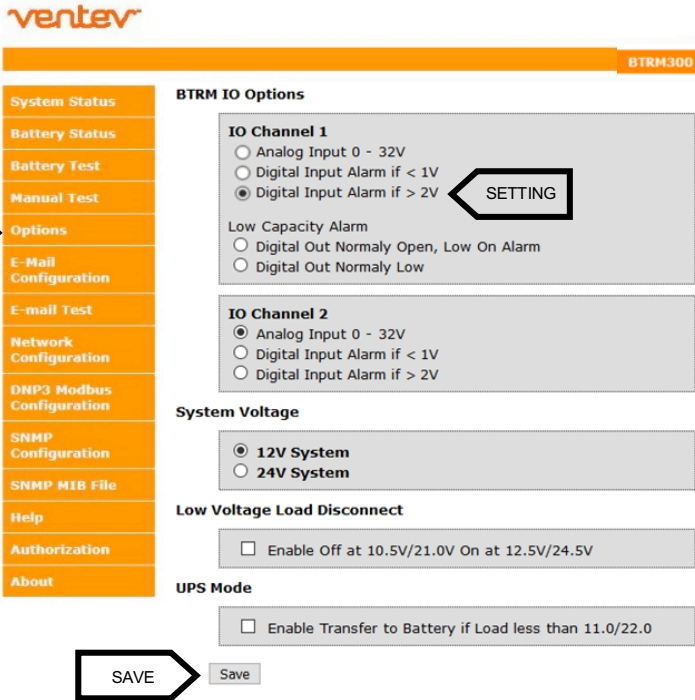 ventev
BTRM300
System Status
Battery Status
Battery Test
Manual Test
Options
E-Mail
Configuration
E-mail Test
Network
Configuration
DNP3 Modbus
Configuration
SNMP
Configuration
SNMP MIB File
Help
Authorization
About
BTRM IO Options
IO Channel 1
Analog Input 0 - 32V
Digital Input Alarm if < 1V
Digital Input Alarm if > 2V
SETTING
Low Capacity Alarm
Digital Out Normaly Open, Low On Alarm
Digital Out Normaly Low
IO Channel 2
Analog Input 0 - 32V
Digital Input Alarm if < 1V
Digital Input Alarm if > 2V
System Voltage
12V System
24V System
Low Voltage Load Disconnect
Enable Off at 10.5V/21.0V On at 12.5V/24.5V
UPS Mode
Enable Transfer to Battery if Load less than 11.0/22.0
SAVE
Save